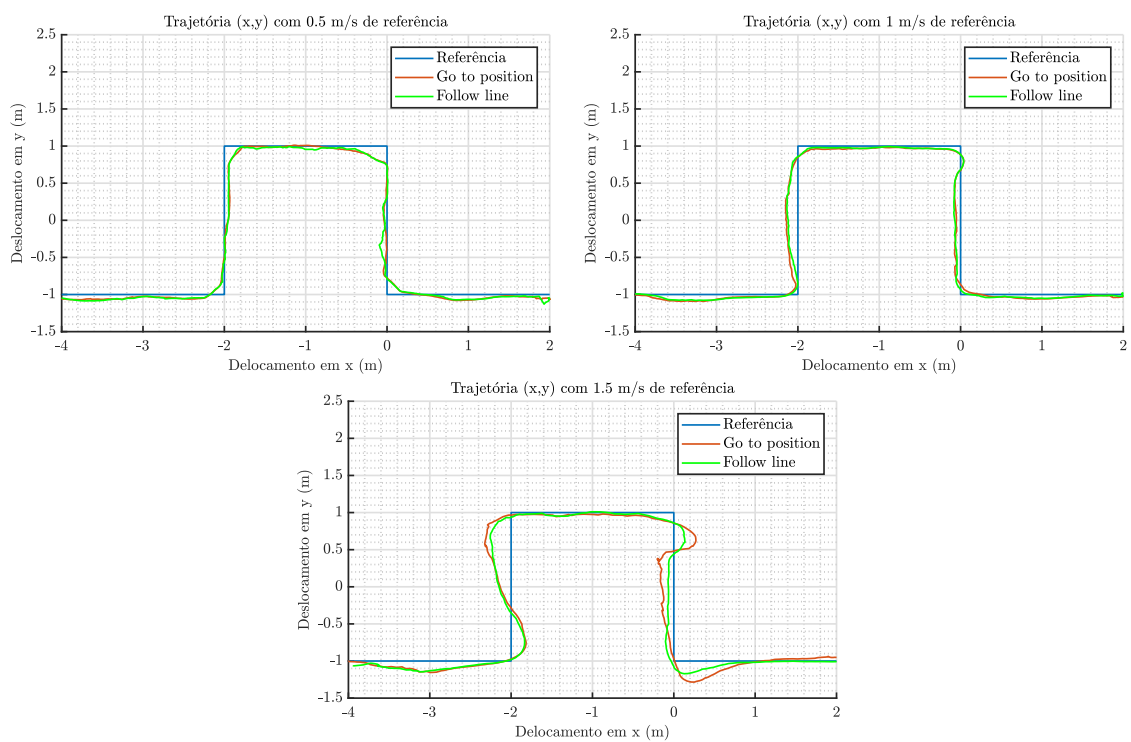 Trajetória (x,y) com 0.5 m/s de referência
2.5
2
1.5
1
0.5
0
-0.5
-1
-1.5
-4 -3 -2 -1 0 1 2
Deslocamento em y (m)
Delocamento em x (m)
Referência
Go to position
Follow line
Trajetória (x,y) com 1 m/s de referência
2.5
2
1.5
1
0.5
0
-0.5
-1
-1.5
-4 -3 -2 -1 0 1 2
Deslocamento em y (m)
Delocamento em x (m)
Referência
Go to position
Follow line
Trajetória (x,y) com 1.5 m/s de referência
2.5
2
1.5
1
0.5
0
-0.5
-1
-1.5
-4 -3 -2 -1 0 1 2
Deslocamento em y (m)
Deslocamento em x (m)
Referência
Go to position
Follow line